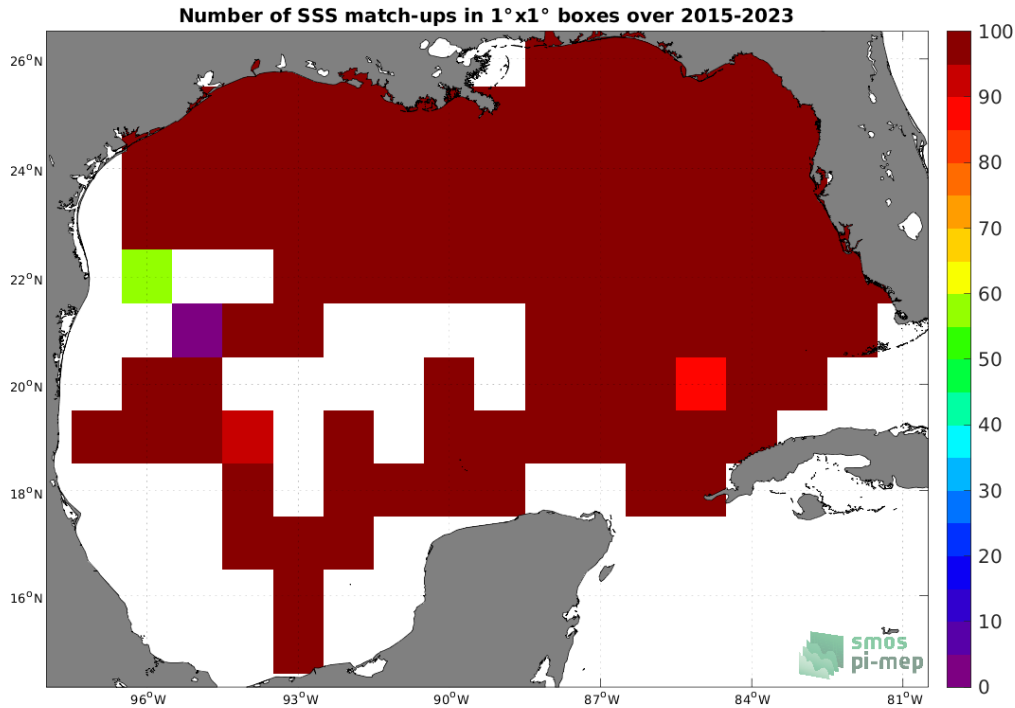 Number of SSS match-ups in 1°x1° boxes over 2015-2023
26°N
24°N
22°N
20°N
18°N
16°N
96°W
93°W
90°W
87°W
84°W
81°W
100
90
80
70
60
50
40
30
20
10
0
smos
pi-mep